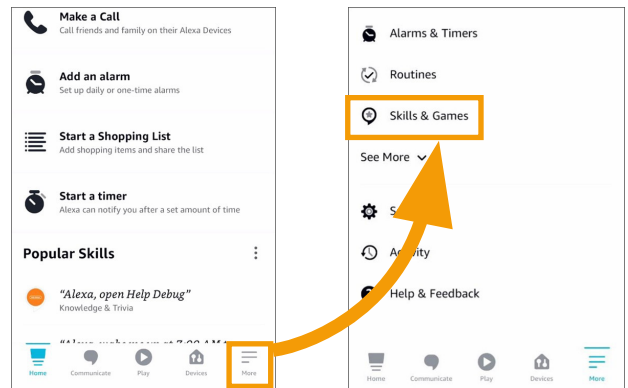 Make a Call
Call friends and family on their Alexa Devices
Add an alarm
Set up daily or one-time alarms
Start a Shopping List
Add shopping items and share the list
Start a timer
Alexa can notify you after a set amount of time
Popular Skills
“Alexa, open Help Debug”
Knowledge & Trivia
Home
Communicate
Play
Devices
More
Alarms & Timers
Routines
Skills & Games
See More
Help & Feedback
Home
Communicate
Play
Devices
More